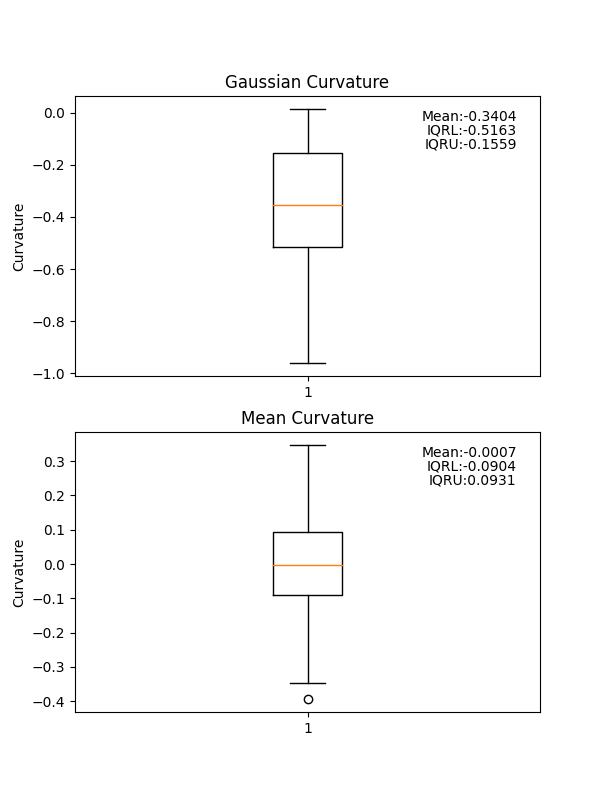 Gaussian Curvature
Mean:-0.3404
IQRL:-0.5163
IQRU:-0.1559
Curvature
0.0
−0.2
−0.4
−0.6
−0.8
−1.0
1
Mean Curvature
Mean:-0.0007
IQRL:-0.0904
IQRU:0.0931
Curvature
0.3
0.2
0.1
0.0
−0.1
−0.2
−0.3
−0.4
1